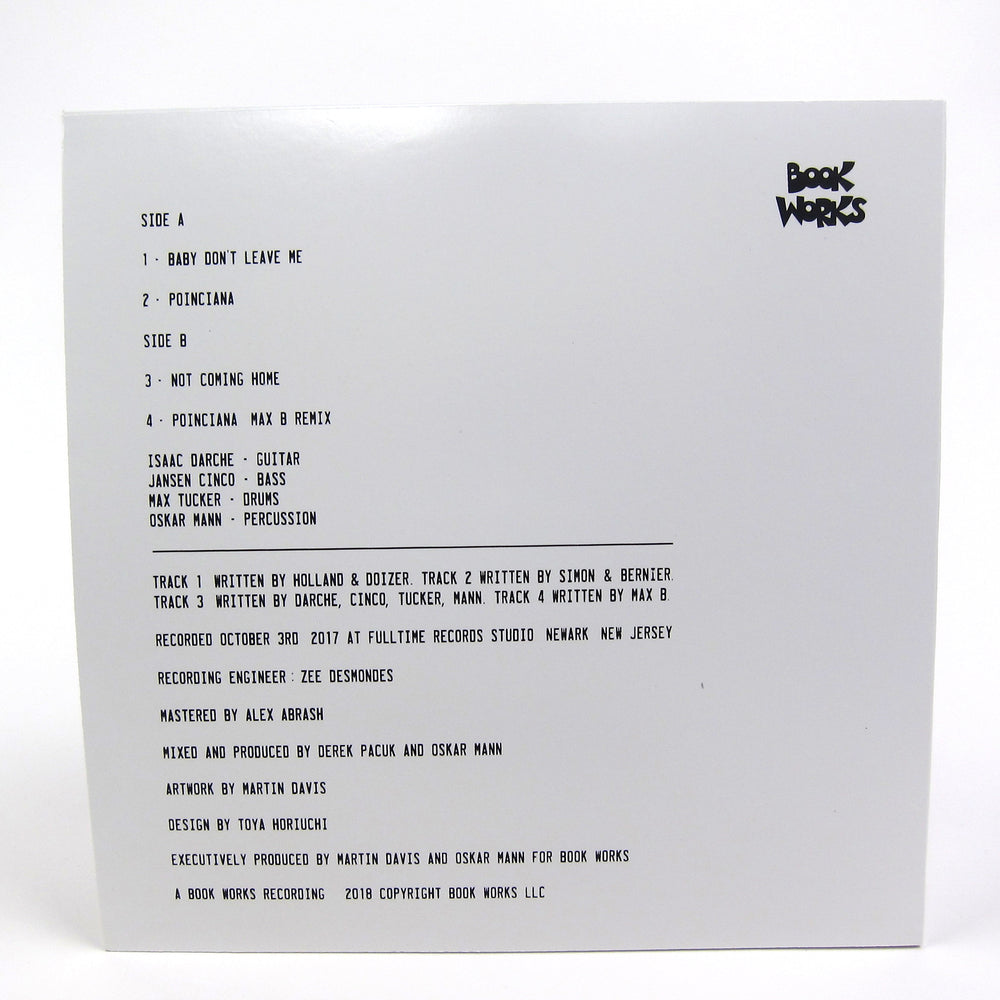 BOOK
WORKS
SIDE A
1 - BABY DON'T LEAVE ME
2 - POINCIANA
SIDE B
3 - NOT COMING HOME
4 - POINCIANA MAX B REMIX
ISAAC DARCHE - GUITAR
JANSEN CINCO - BASS
MAX TUCKER - DRUMS
OSKAR MANN - PERCUSSION
TRACK 1 WRITTEN BY HOLLAND & DOIZER. TRACK 2 WRITTEN BY SIMON & BERNIER.
TRACK 3 WRITTEN BY DARCHE, CINCO, TUCKER, MANN. TRACK 4 WRITTEN BY MAX B.
RECORDED OCTOBER 3RD 2017 AT FULLTIME RECORDS STUDIO NEWARK NEW JERSEY
RECORDING ENGINEER : ZEE DESMONDES
MASTERED BY ALEX ABRASH
MIXED AND PRODUCED BY DEREK PACUK AND OSKAR MANN
ARTWORK BY MARTIN DAVIS
DESIGN BY TOYA HORIUCHI
EXECUTIVELY PRODUCED BY MARTIN DAVIS AND OSKAR MANN FOR BOOK WORKS
A BOOK WORKS RECORDING 2018 COPYRIGHT BOOK WORKS LLC